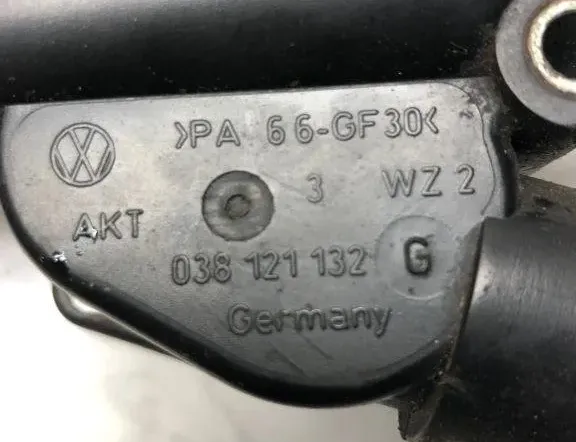 >PA 66-GF30<
3 WZ 2
AKT
038 121 132 G
Germany